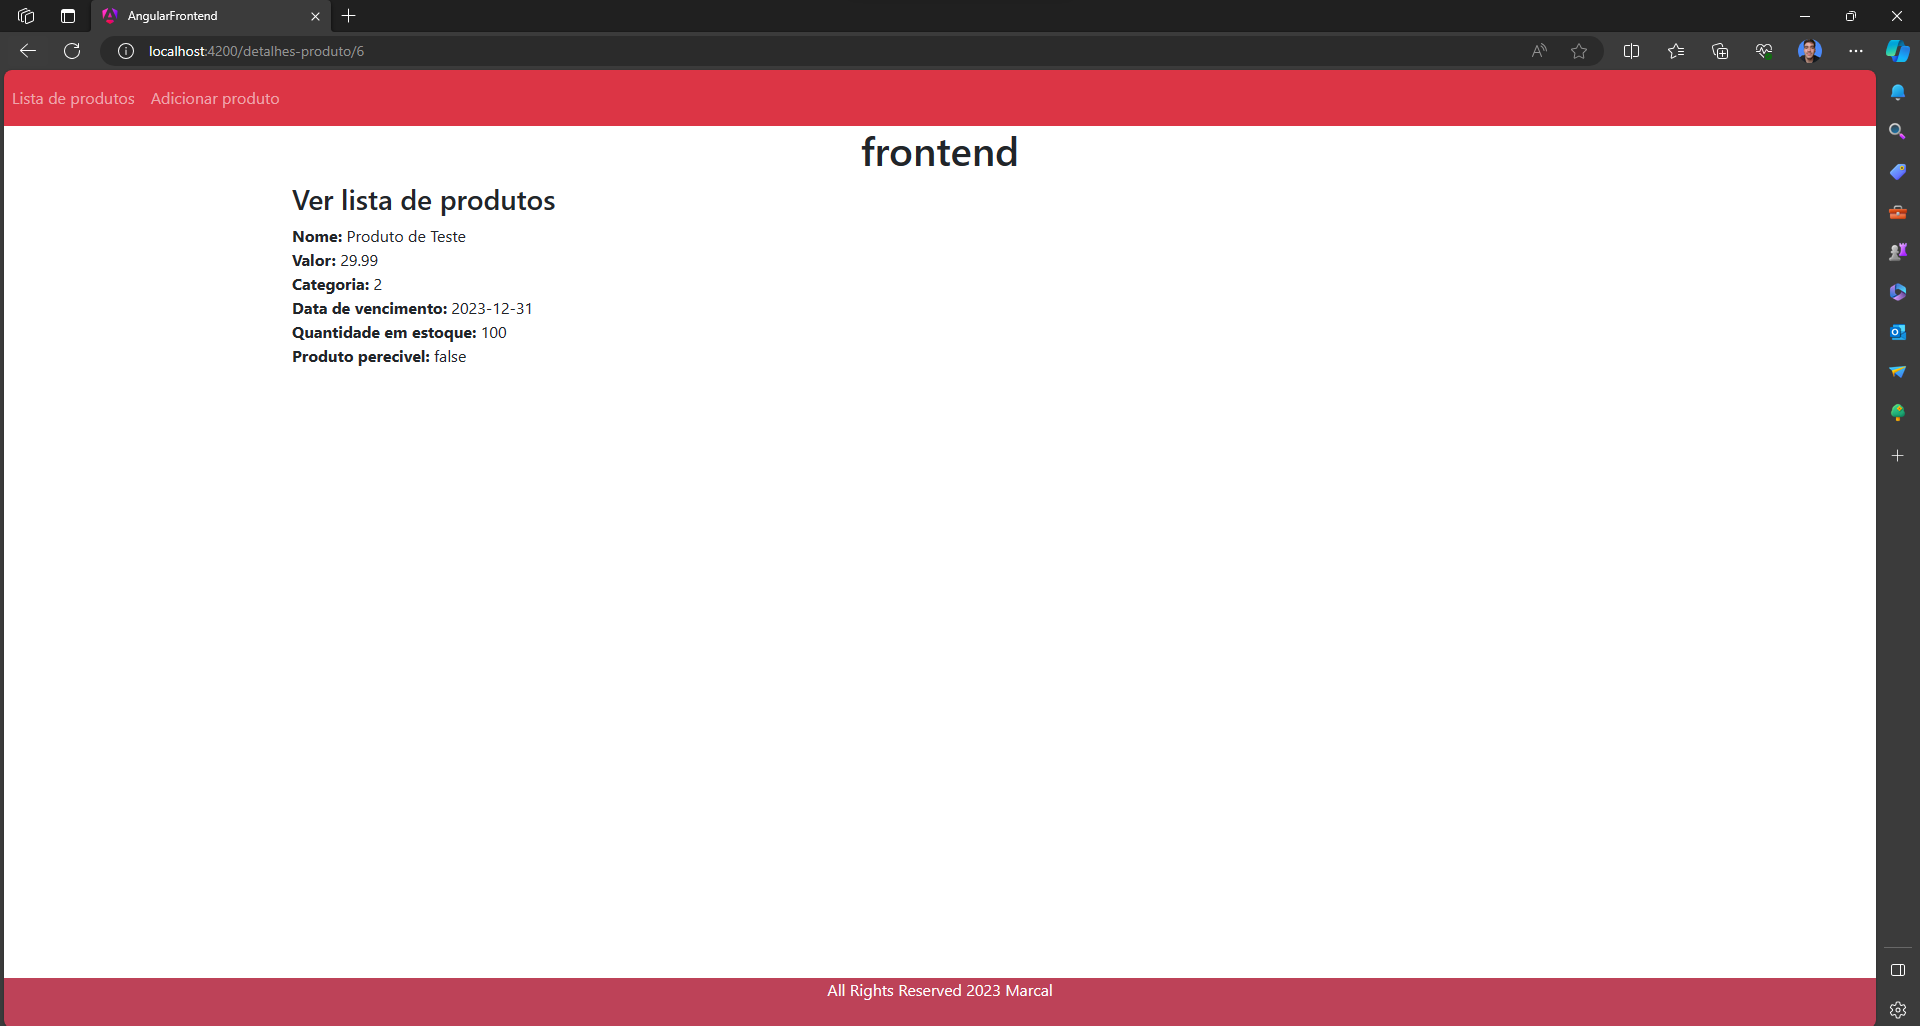 AngularFrontend
localhost:4200/detalhes-produto/6
Lista de produtos Adicionar produto
frontend
Ver lista de produtos
Nome: Produto de Teste
Valor: 29.99
Categoria: 2
Data de vencimento: 2023-12-31
Quantidade em estoque: 100
Produto perecivel: false
All Rights Reserved 2023 Marcal